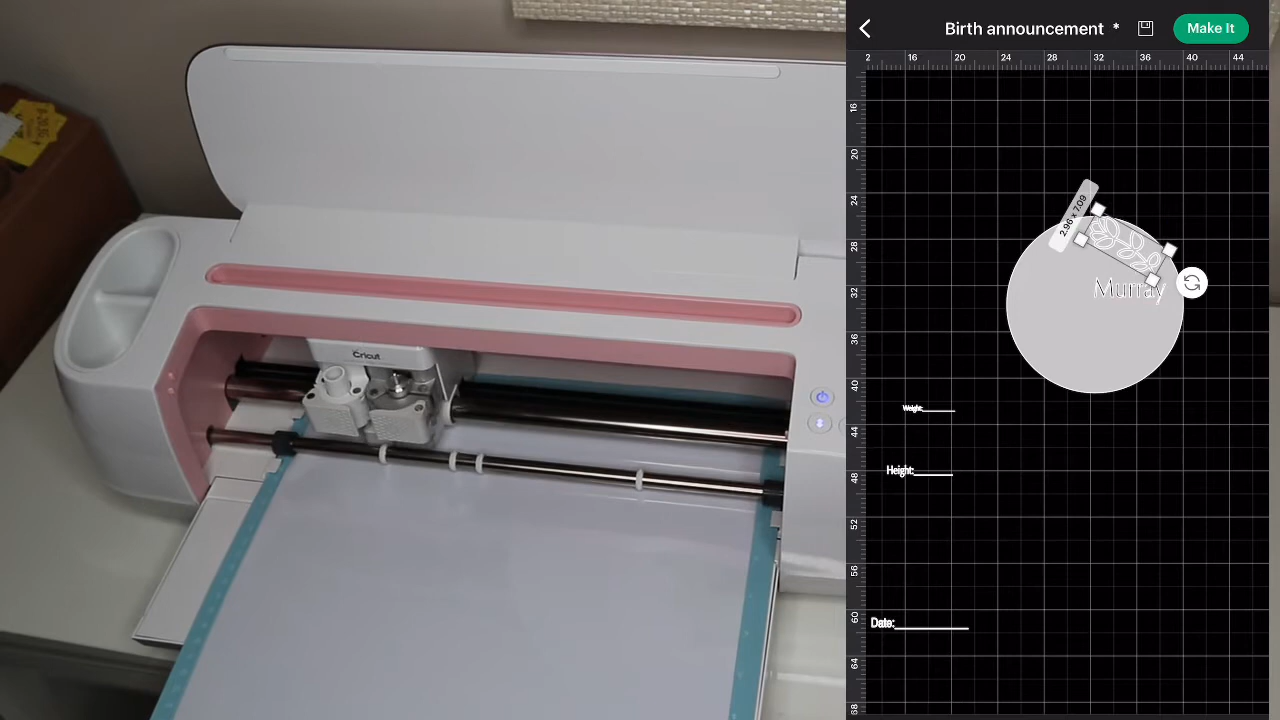 Birth announcement *
Make It
2 16 20 24 28 32 36 40 44
16
20
24
28
32
36
40
44
48
52
56
60
64
68
2.96 x 7.09
Murray
Weight:
Height:
Date:
Cricut